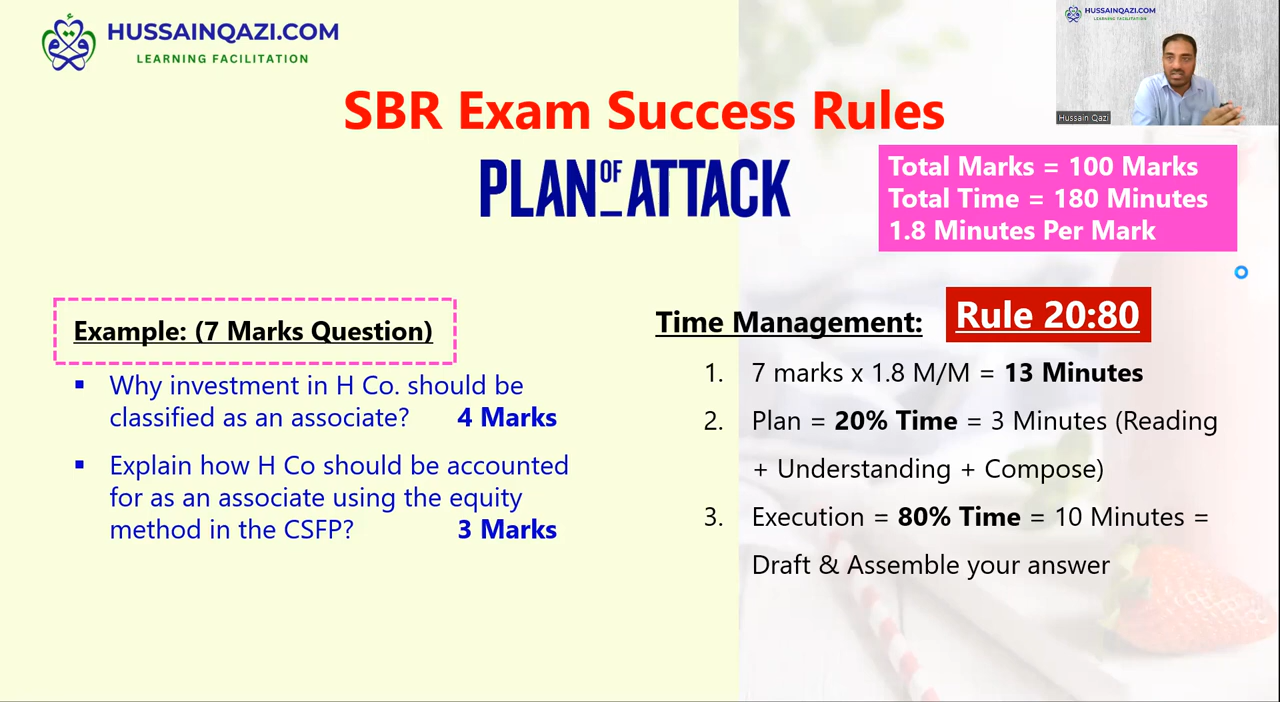 HUSSAINQAZI.COM
LEARNING FACILITATION
HUSSAINQAZI.COM
LEARNING FACILITATION
Hussain Qazi
SBR Exam Success Rules
PLAN OF ATTACK
Total Marks = 100 Marks
Total Time = 180 Minutes
1.8 Minutes Per Mark
Example: (7 Marks Question)
▪ Why investment in H Co. should be
classified as an associate? 4 Marks
▪ Explain how H Co should be accounted
for as an associate using the equity
method in the CSFP? 3 Marks
Time Management: Rule 20:80
1. 7 marks x 1.8 M/M = 13 Minutes
2. Plan = 20% Time = 3 Minutes (Reading
+ Understanding + Compose)
3. Execution = 80% Time = 10 Minutes =
Draft & Assemble your answer